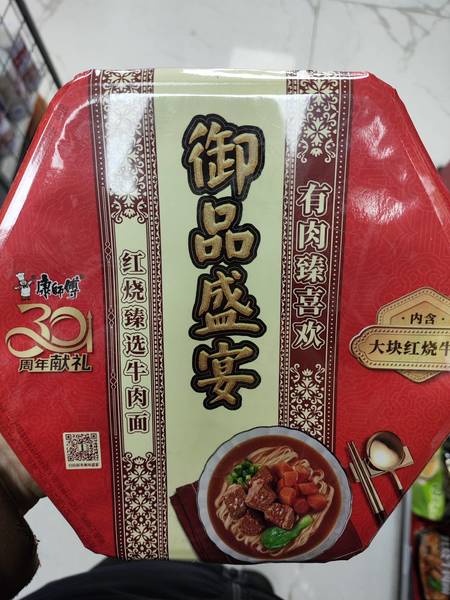 御品盛宴
有肉臻喜欢
红烧臻选牛肉面
康师傅
30
周年献礼
·内含·
大块红烧牛